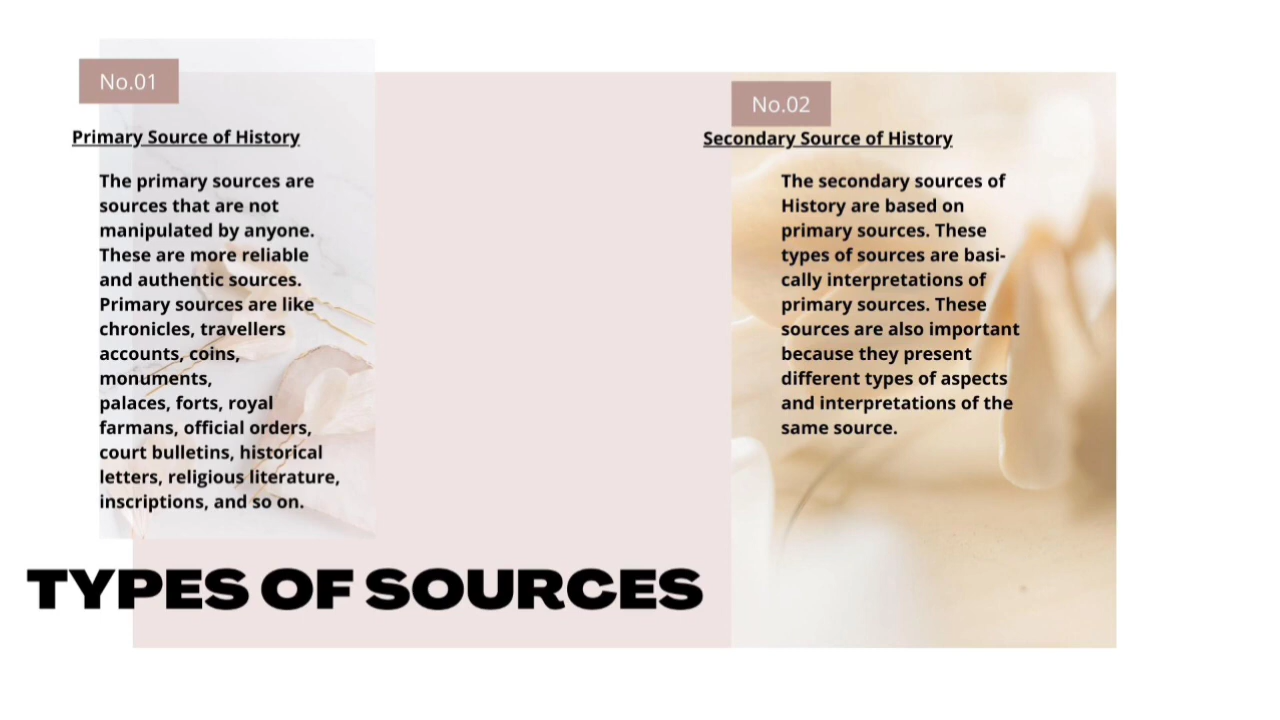 No.01
Primary Source of History
The primary sources are
sources that are not
manipulated by anyone.
These are more reliable
and authentic sources.
Primary sources are like
chronicles, travellers
accounts, coins,
monuments,
palaces, forts, royal
farmans, official orders,
court bulletins, historical
letters, religious literature,
inscriptions, and so on.
No.02
Secondary Source of History
The secondary sources of
History are based on
primary sources. These
types of sources are basi-
cally interpretations of
primary sources. These
sources are also important
because they present
different types of aspects
and interpretations of the
same source.
TYPES OF SOURCES